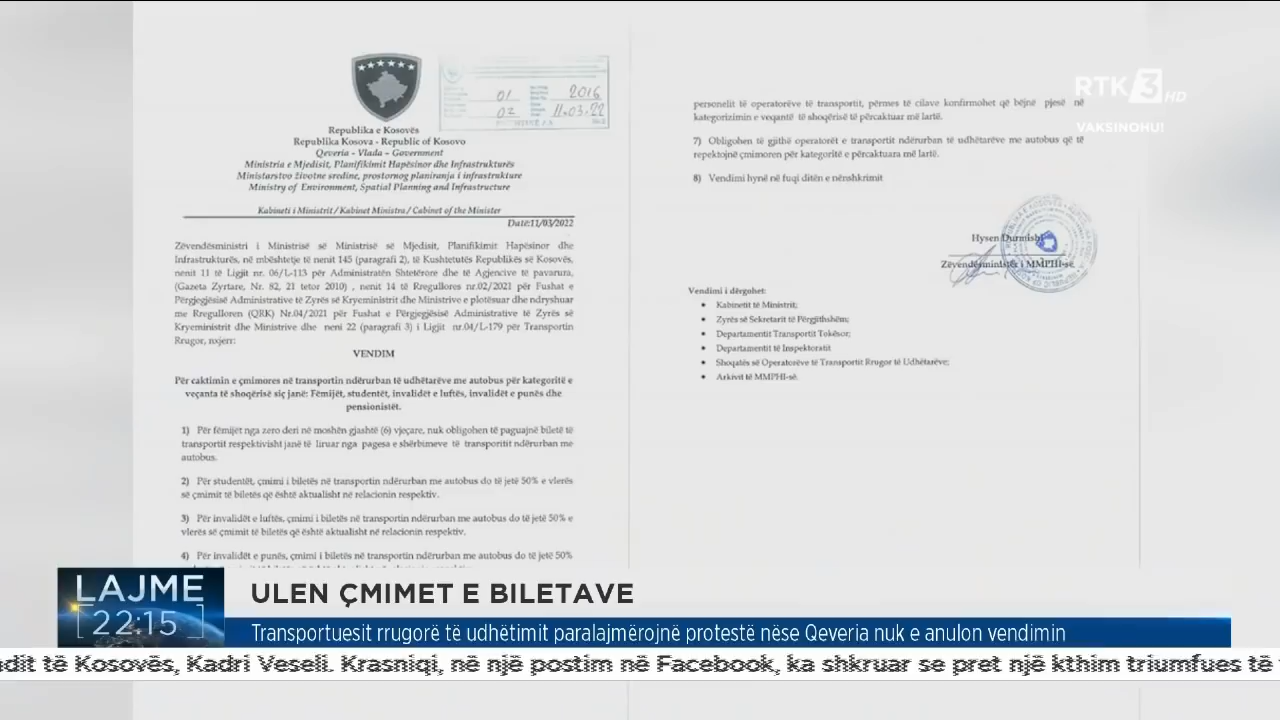 Republika e Kosovës
Republika Kosova - Republic of Kosovo
Qeveria - Vlada - Government
Ministria e Mjedisit, Planifikimit Hapësinor dhe Infrastrukturës
Ministarstvo životne sredine, prostornog planiranja i infrastrukture
Ministry of Environment, Spatial Planning and Infrastructure
Kabineti i Ministrit / Kabinet Ministra / Cabinet of the Minister
Datë:11/03/2022
01 2016
02 11.03.22
Zëvendësministri i Ministrisë së Ministrisë së Mjedisit, Planifikimit Hapësinor dhe
Infrastrukturës, në mbështetje të nenit 145 (paragrafi 2), të Kushtetutës Republikës së Kosovës,
nenit 11 të Ligjit nr. 06/L-113 për Administratën Shtetërore dhe të Agjencive të pavarura,
(Gazeta Zyrtare, Nr. 82, 21 tetor 2010) , nenit 14 të Rregullores nr.02/2021 për Fushat e
Përgjegjësisë Administrative të Zyrës së Kryeministrit dhe Ministrive e plotësuar dhe ndryshuar
me Rregulloren (QRK) Nr.04/2021 për Fushat e Përgjegjësisë Administrative të Zyrës së
Kryeministrit dhe Ministrive dhe neni 22 (paragrafi 3) i Ligjit nr.04/L-179 për Transportin
Rrugor, nxjerr:
VENDIM
Për caktimin e çmimores në transportin ndërurban të udhëtarëve me autobus për kategoritë e
veçanta të shoqërisë siç janë: Fëmijët, studentët, invalidët e luftës, invalidët e punës dhe
pensionistët.
1) Për fëmijët nga zero deri në moshën gjashtë (6) vjeçare, nuk obligohen të paguajnë biletë të
transportit respektivisht janë të liruar nga pagesa e shërbimeve të transporitit ndërurban me
autobus.
2) Për studentët, çmimi i biletës në transportin ndërurban me autobus do të jetë 50% e vlerës
së çmimit të biletës që është aktualisht në relacionin respektiv.
3) Për invalidët e luftës, çmimi i biletës në transportin ndërurban me autobus do të jetë 50% e
vlerës së çmimit të biletës që është aktualisht në relacionin respektiv.
4) Për invalidët e punës, çmimi i biletës në transportin ndërurban me autobus do të jetë 50%
personelit të operatorëve të transportit, përmes të cilave konfirmohet që bëjnë pjesë në
kategorizimin e veçantë të shoqërisë të përcaktuar më lartë.
7) Obligohen të gjithë operatorët e transportit ndërurban të udhëtarëve me autobus që të
repektojnë çmimoren për kategoritë e përcaktuara më lartë.
8) Vendimi hynë në fuqi ditën e nënshkrimit
Hysen Durmishi
Zëvendësministër i MMPHI-së.
Vendimi i dërgohet:
• Kabinetit të Ministrit;
• Zyrës së Sekretarit të Përgjithshëm;
• Departamentit Transportit Tokësor;
• Departamentit të Inspektoratit
• Shoqatës së Operatorëve të Transportit Rrugor të Udhëtarëve;
• Arkivit të MMPHI-së.
RTK 3 HD
VAKSINOHU!
LAJME
22:15
ULEN ÇMIMET E BILETAVE
Transportuesit rrugorë të udhëtimit paralajmërojnë protestë nëse Qeveria nuk e anulon vendimin
adit të Kosovës, Kadri Veseli. Krasniqi, në një postim në Facebook, ka shkruar se pret një kthim triumfues të